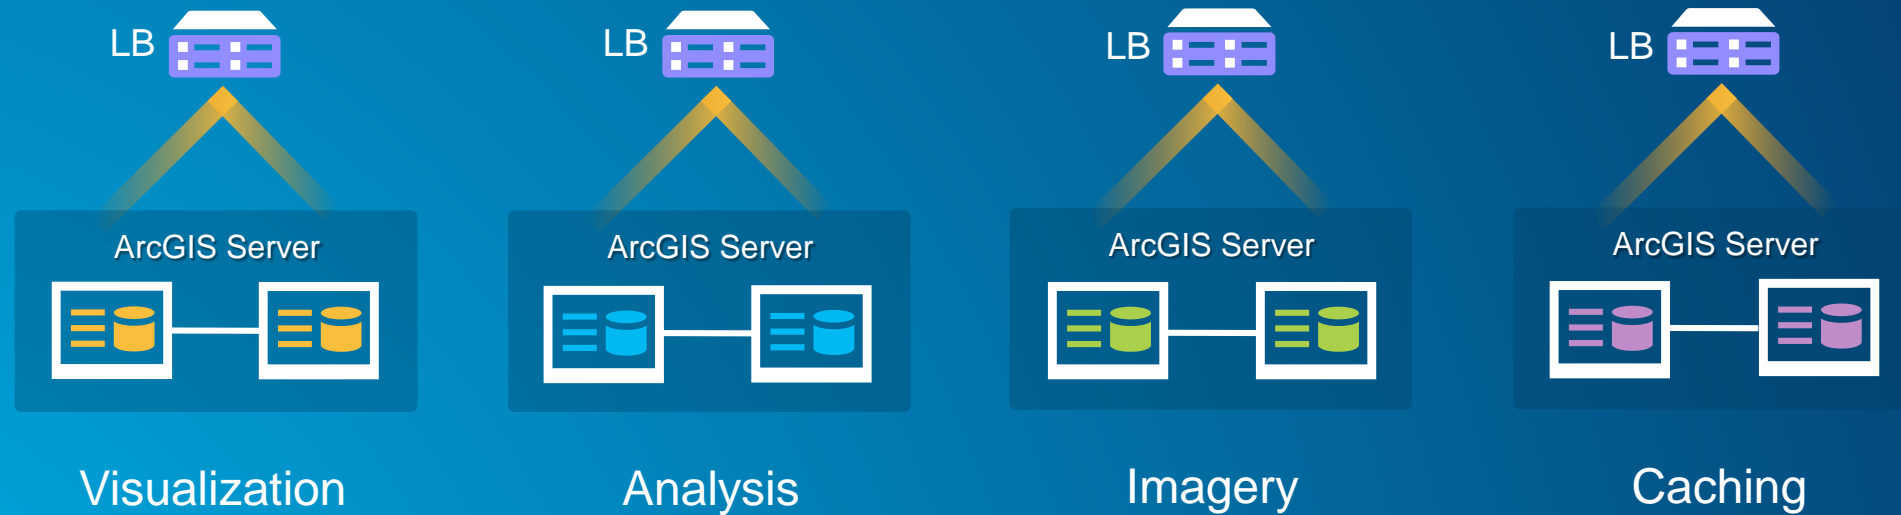 LB
LB
LB
LB
ArcGIS Server
ArcGIS Server
ArcGIS Server
ArcGIS Server
Visualization
Analysis
Imagery
Caching